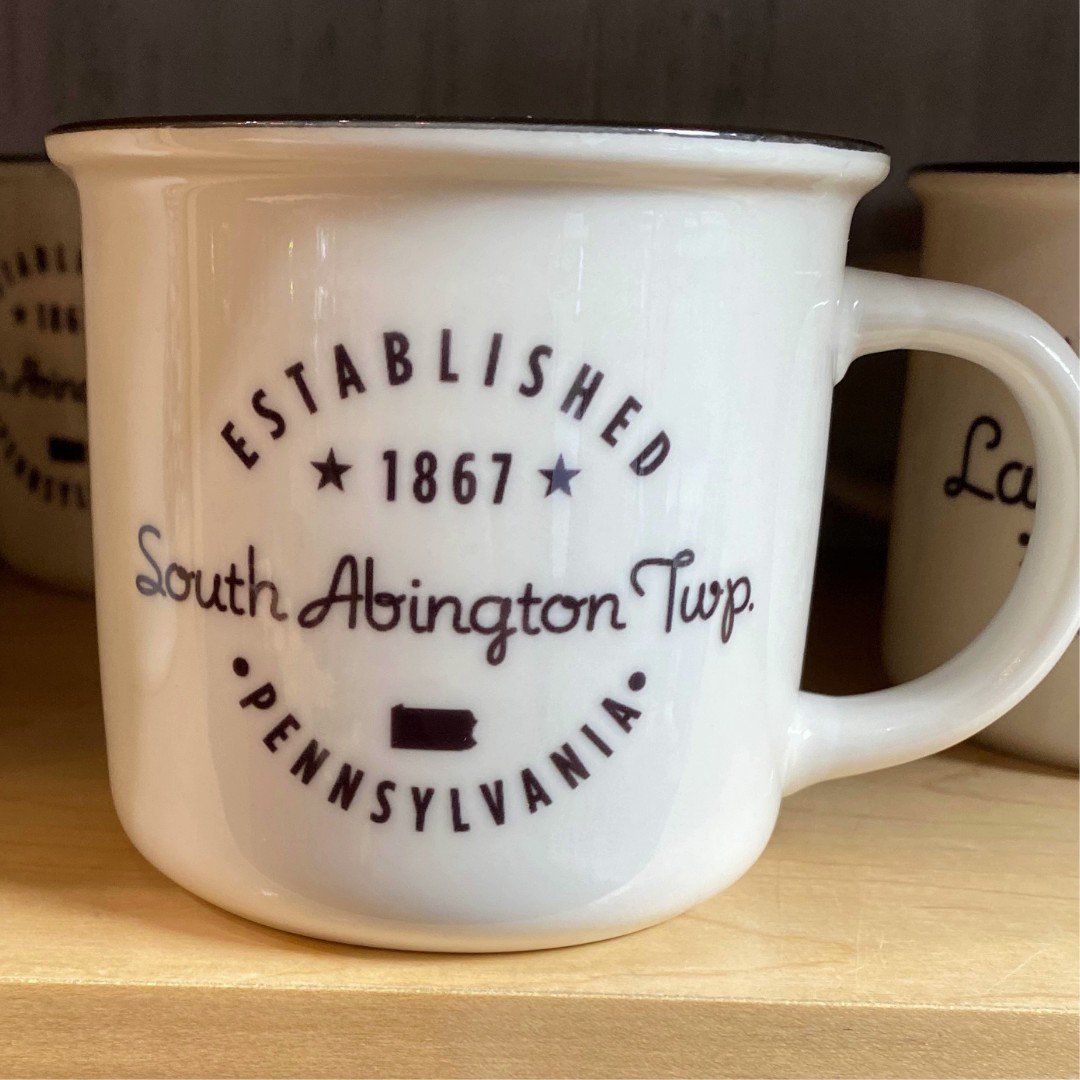 ESTABLISHED
★ 1867 ★
South Abington Twp.
• PENNSYLVANIA •